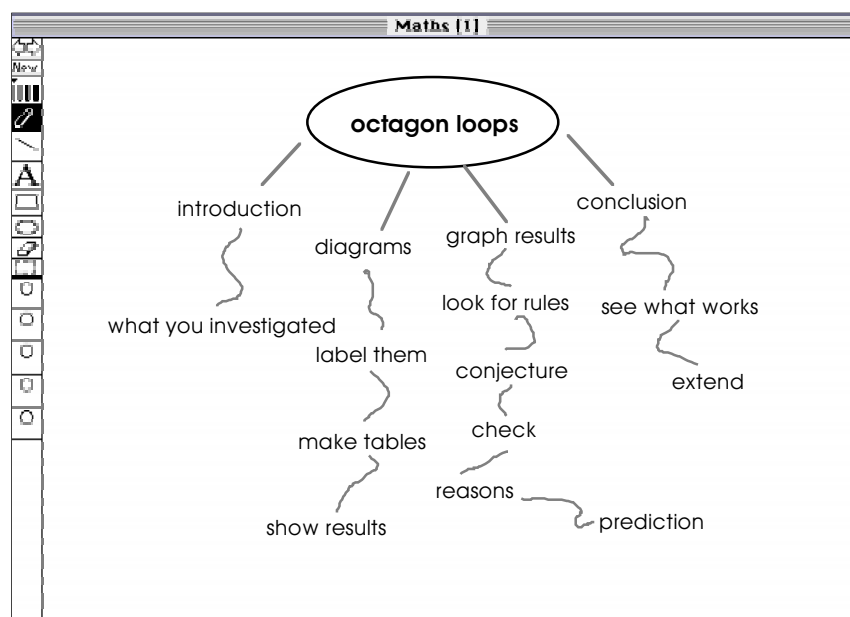 Maths [1]
New
A
octagon loops
introduction
what you investigated
diagrams
label them
make tables
show results
graph results
look for rules
conjecture
check
reasons
prediction
conclusion
see what works
extend